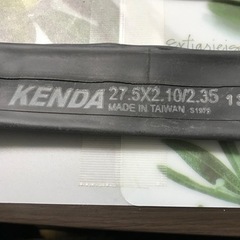 KENDA 27.5X2.10/2.35
MADE IN TAIWAN